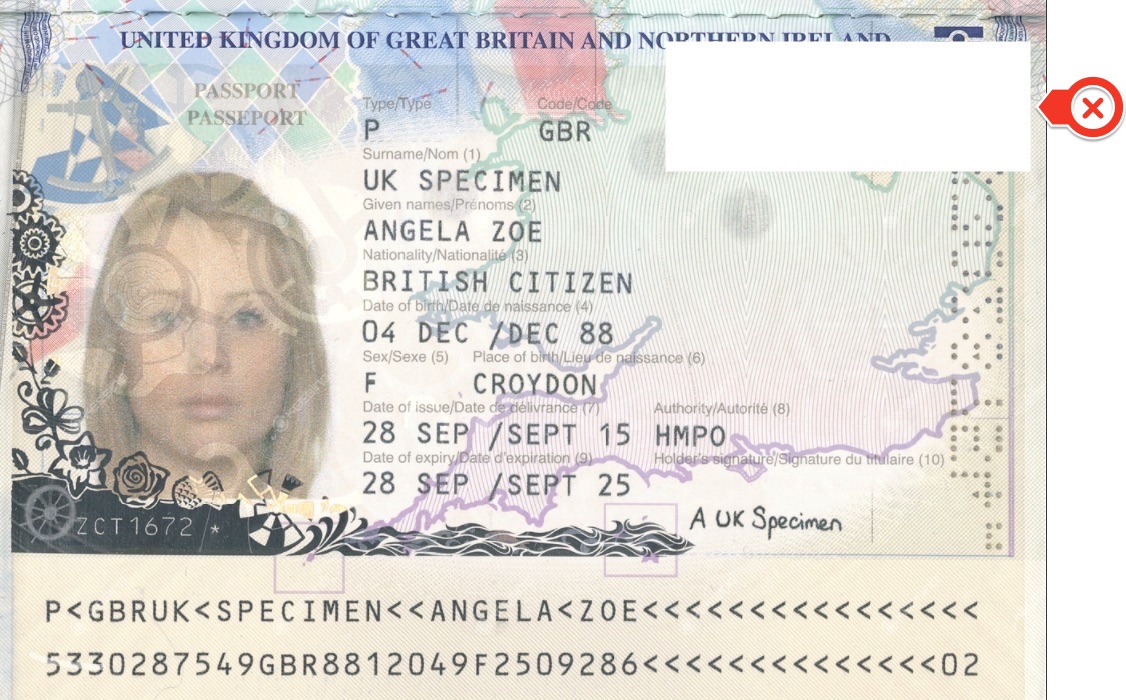 UNITED KINGDOM OF GREAT BRITAIN AND NORTHERN IRELAND
PASSPORT
PASSEPORT
Type/Type Code/Code
P GBR
Surname/Nom (1)
UK SPECIMEN
Given names/Prénoms (2)
ANGELA ZOE
Nationality/Nationalité (3)
BRITISH CITIZEN
Date of birth/Date de naissance (4)
04 DEC /DEC 88
Sex/Sexe (5) Place of birth/Lieu de naissance (6)
F CROYDON
Date of issue/Date de délivrance (7) Authority/Autorité (8)
28 SEP /SEPT 15 HMPO
Date of expiry/Date d'expiration (9) Holder's signature/Signature du titulaire (10)
28 SEP /SEPT 25
A UK Specimen
ZCT1672 *
P<GBRUK<SPECIMEN<<ANGELA<ZOE<<<<<<<<<<<<<<<<
5330287549GBR8812049F2509286<<<<<<<<<<<<<<02